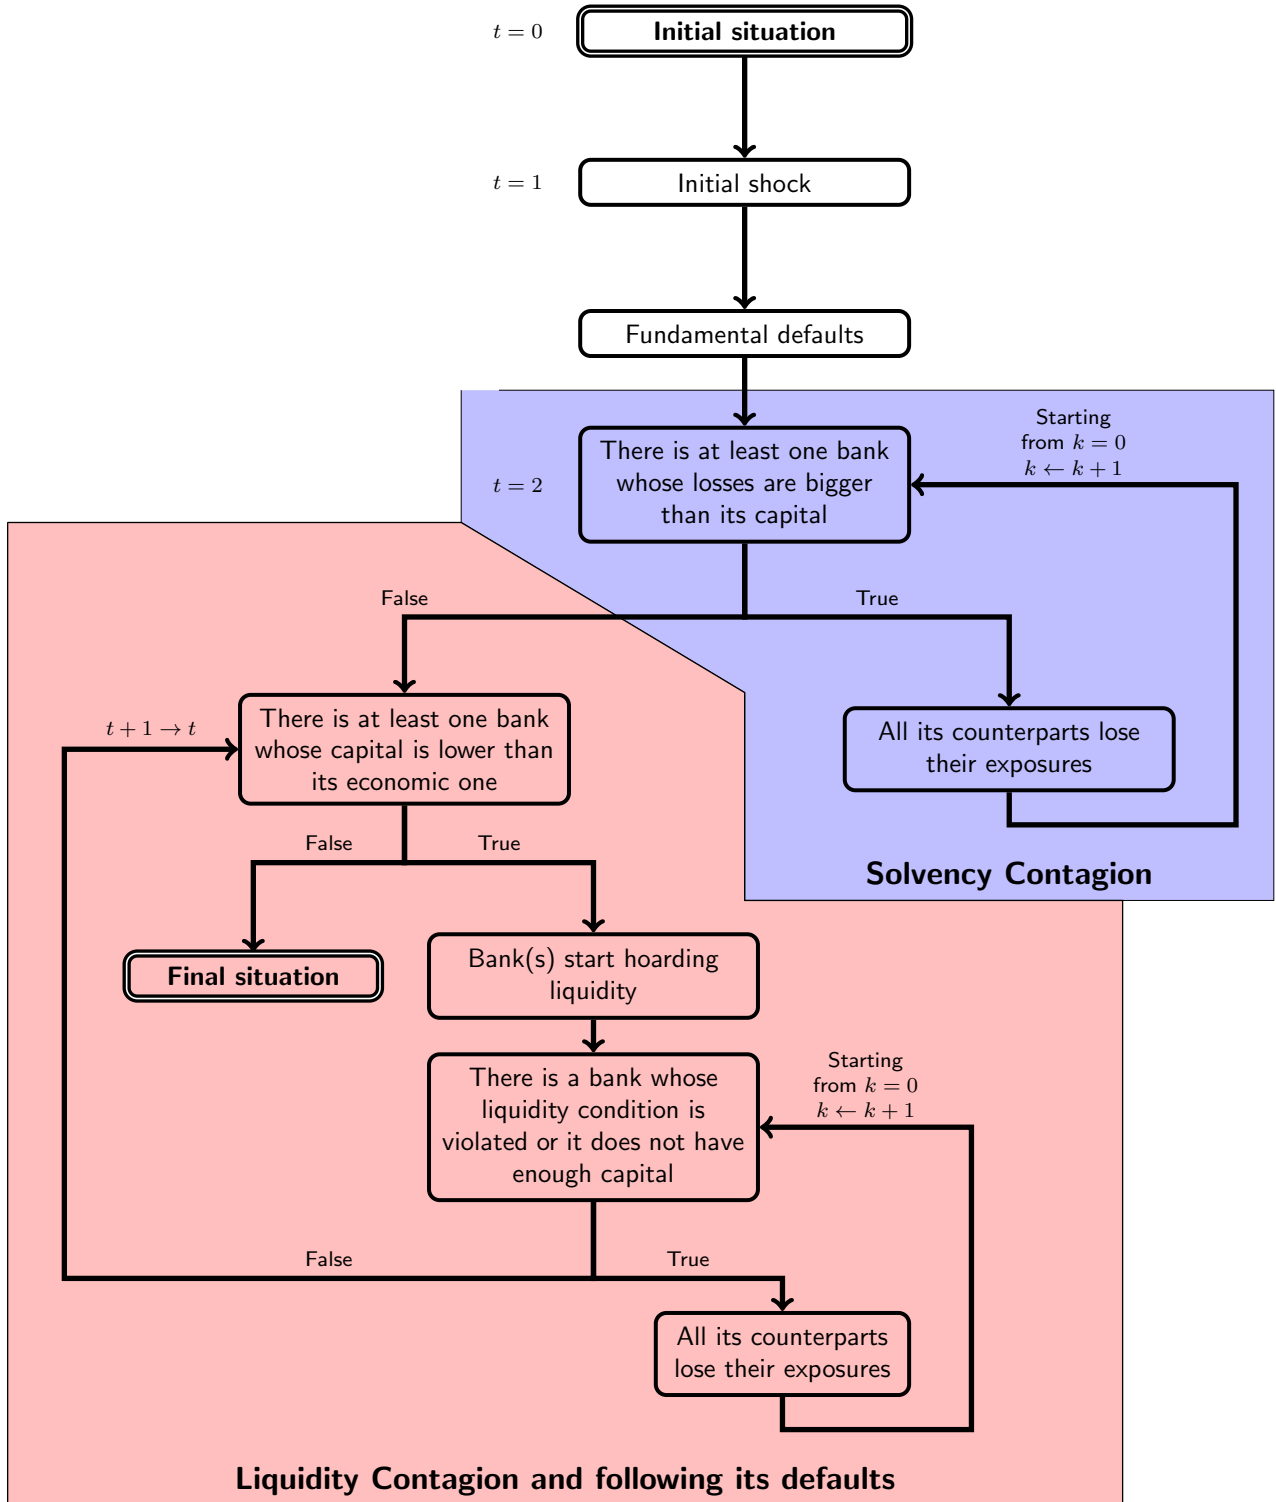 t = 0
Initial situation
t = 1
Initial shock
Fundamental defaults
Starting
from k = 0
k ← k + 1
t = 2
There is at least one bank
whose losses are bigger
than its capital
False
True
t + 1 → t
There is at least one bank
whose capital is lower than
its economic one
All its counterparts lose
their exposures
False
True
Solvency Contagion
Final situation
Bank(s) start hoarding
liquidity
Starting
from k = 0
k ← k + 1
There is a bank whose
liquidity condition is
violated or it does not have
enough capital
False
True
All its counterparts
lose their exposures
Liquidity Contagion and following its defaults